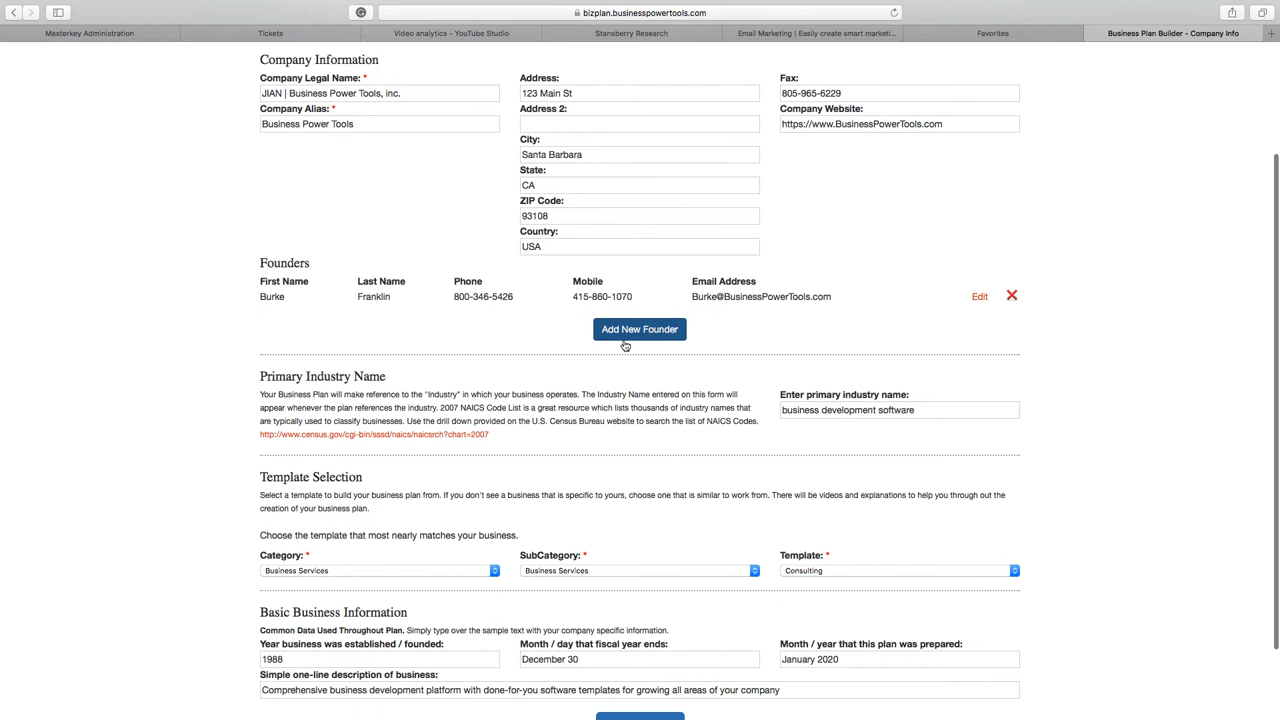 bizplan.businesspowertools.com
Masterkey Administration
Tickets
Video analytics - YouTube Studio
Stansberry Research
Email Marketing | Easily create smart marketi...
Favorites
Business Plan Builder - Company Info
Company Information
Company Legal Name: *
JIAN | Business Power Tools, inc.
Company Alias: *
Business Power Tools
Address:
123 Main St
Address 2:
City:
Santa Barbara
State:
CA
ZIP Code:
93108
Country:
USA
Fax:
805-965-6229
Company Website:
https://www.BusinessPowerTools.com
Founders
First Name Last Name Phone Mobile Email Address
Burke Franklin 800-346-5426 415-860-1070 Burke@BusinessPowerTools.com Edit
Add New Founder
Primary Industry Name
Your Business Plan will make reference to the "Industry" in which your business operates. The Industry Name entered on this form will
appear whenever the plan references the industry. 2007 NAICS Code List is a great resource which lists thousands of industry names that
are typically used to classify businesses. Use the drill down provided on the U.S. Census Bureau website to search the list of NAICS Codes.
http://www.census.gov/cgi-bin/sssd/naics/naicsrch?chart=2007
Enter primary industry name:
business development software
Template Selection
Select a template to build your business plan from. If you don't see a business that is specific to yours, choose one that is similar to work from. There will be videos and explanations to help you through out the
creation of your business plan.
Choose the template that most nearly matches your business.
Category: * SubCategory: * Template: *
Business Services Business Services Consulting
Basic Business Information
Common Data Used Throughout Plan. Simply type over the sample text with your company specific information.
Year business was established / founded: Month / day that fiscal year ends: Month / year that this plan was prepared:
1988 December 30 January 2020
Simple one-line description of business:
Comprehensive business development platform with done-for-you software templates for growing all areas of your company